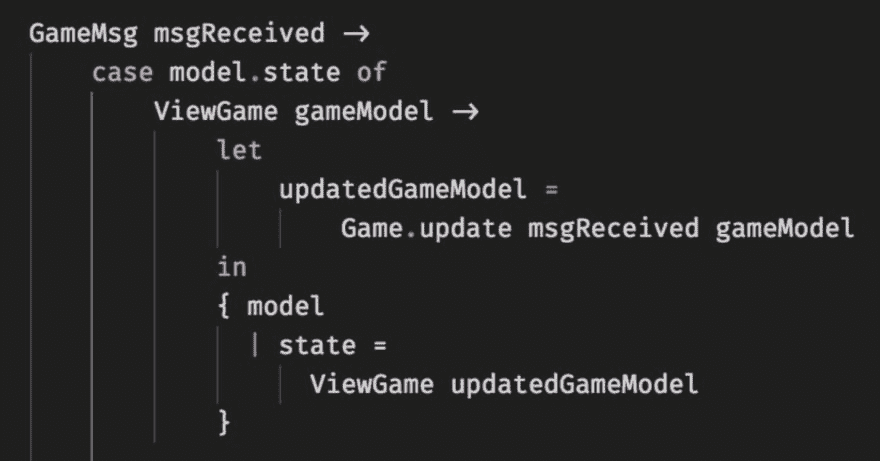 GameMsg msgReceived ->
case model.state of
ViewGame gameModel ->
let
updatedGameModel =
Game.update msgReceived gameModel
in
{ model
| state =
ViewGame updatedGameModel
}